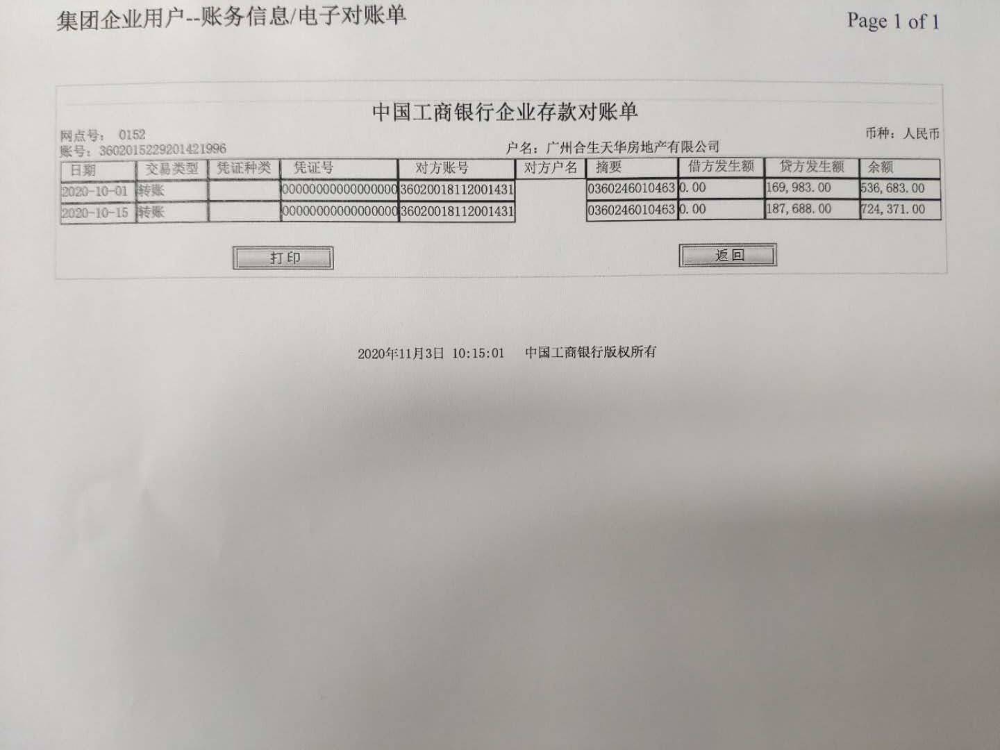 集团企业用户--账务信息/电子对账单 Page 1 of 1
中国工商银行企业存款对账单
网点号： 0152 币种：人民币
账号：3602015229201421996 户名：广州合生天华房地产有限公司
日期 交易类型 凭证种类 凭证号 对方账号 对方户名 摘要 借方发生额 贷方发生额 余额
2020-10-01 转账 00000000000000000 36020018112001431 0360246010463 0.00 169,983.00 536,683.00
2020-10-15 转账 00000000000000000 36020018112001431 0360246010463 0.00 187,688.00 724,371.00
打印 返回
2020年11月3日 10:15:01 中国工商银行版权所有